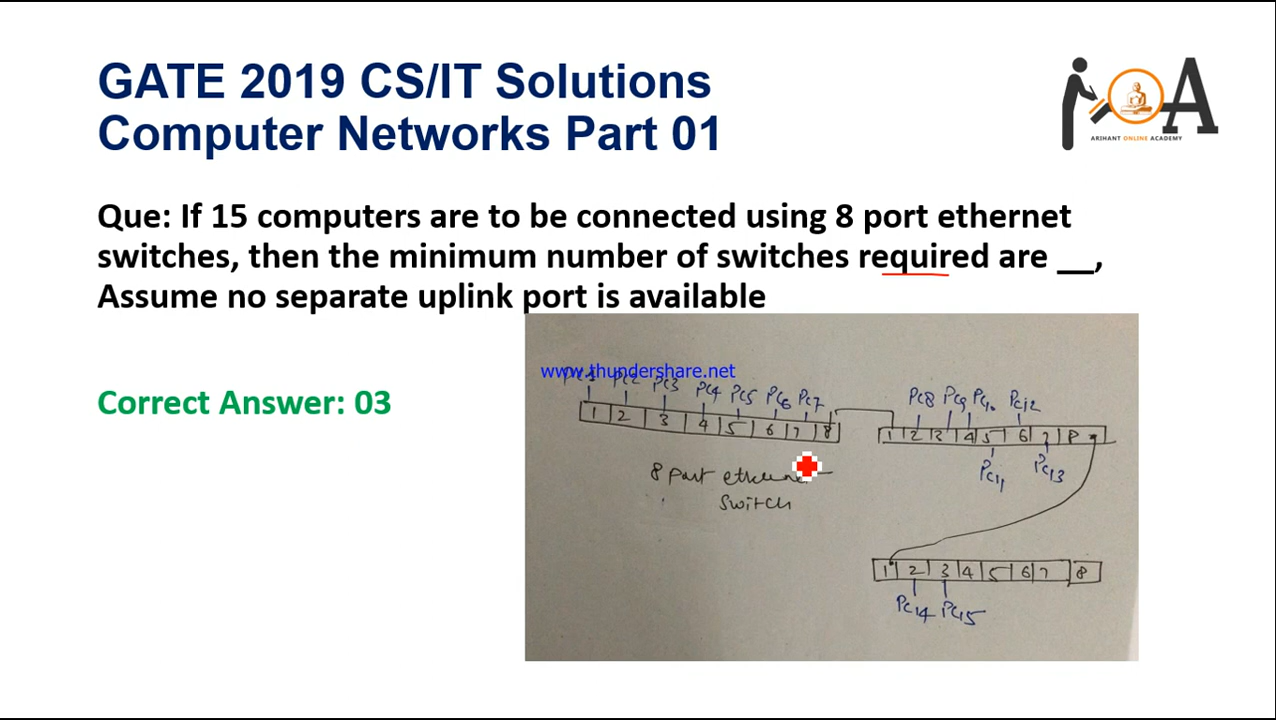 GATE 2019 CS/IT Solutions
Computer Networks Part 01
ARIHANT ONLINE ACADEMY
Que: If 15 computers are to be connected using 8 port ethernet
switches, then the minimum number of switches required are __,
Assume no separate uplink port is available
Correct Answer: 03
www.thundershare.net
PC1 PC2 PC3 PC4 PC5 PC6 PC7
1 2 3 4 5 6 7 8
8 port ethernet
switch
PC8 PC9 PC10 PC12
1 2 3 4 5 6 7 8
PC11 PC13
1 2 3 4 5 6 7 8
PC14 PC15